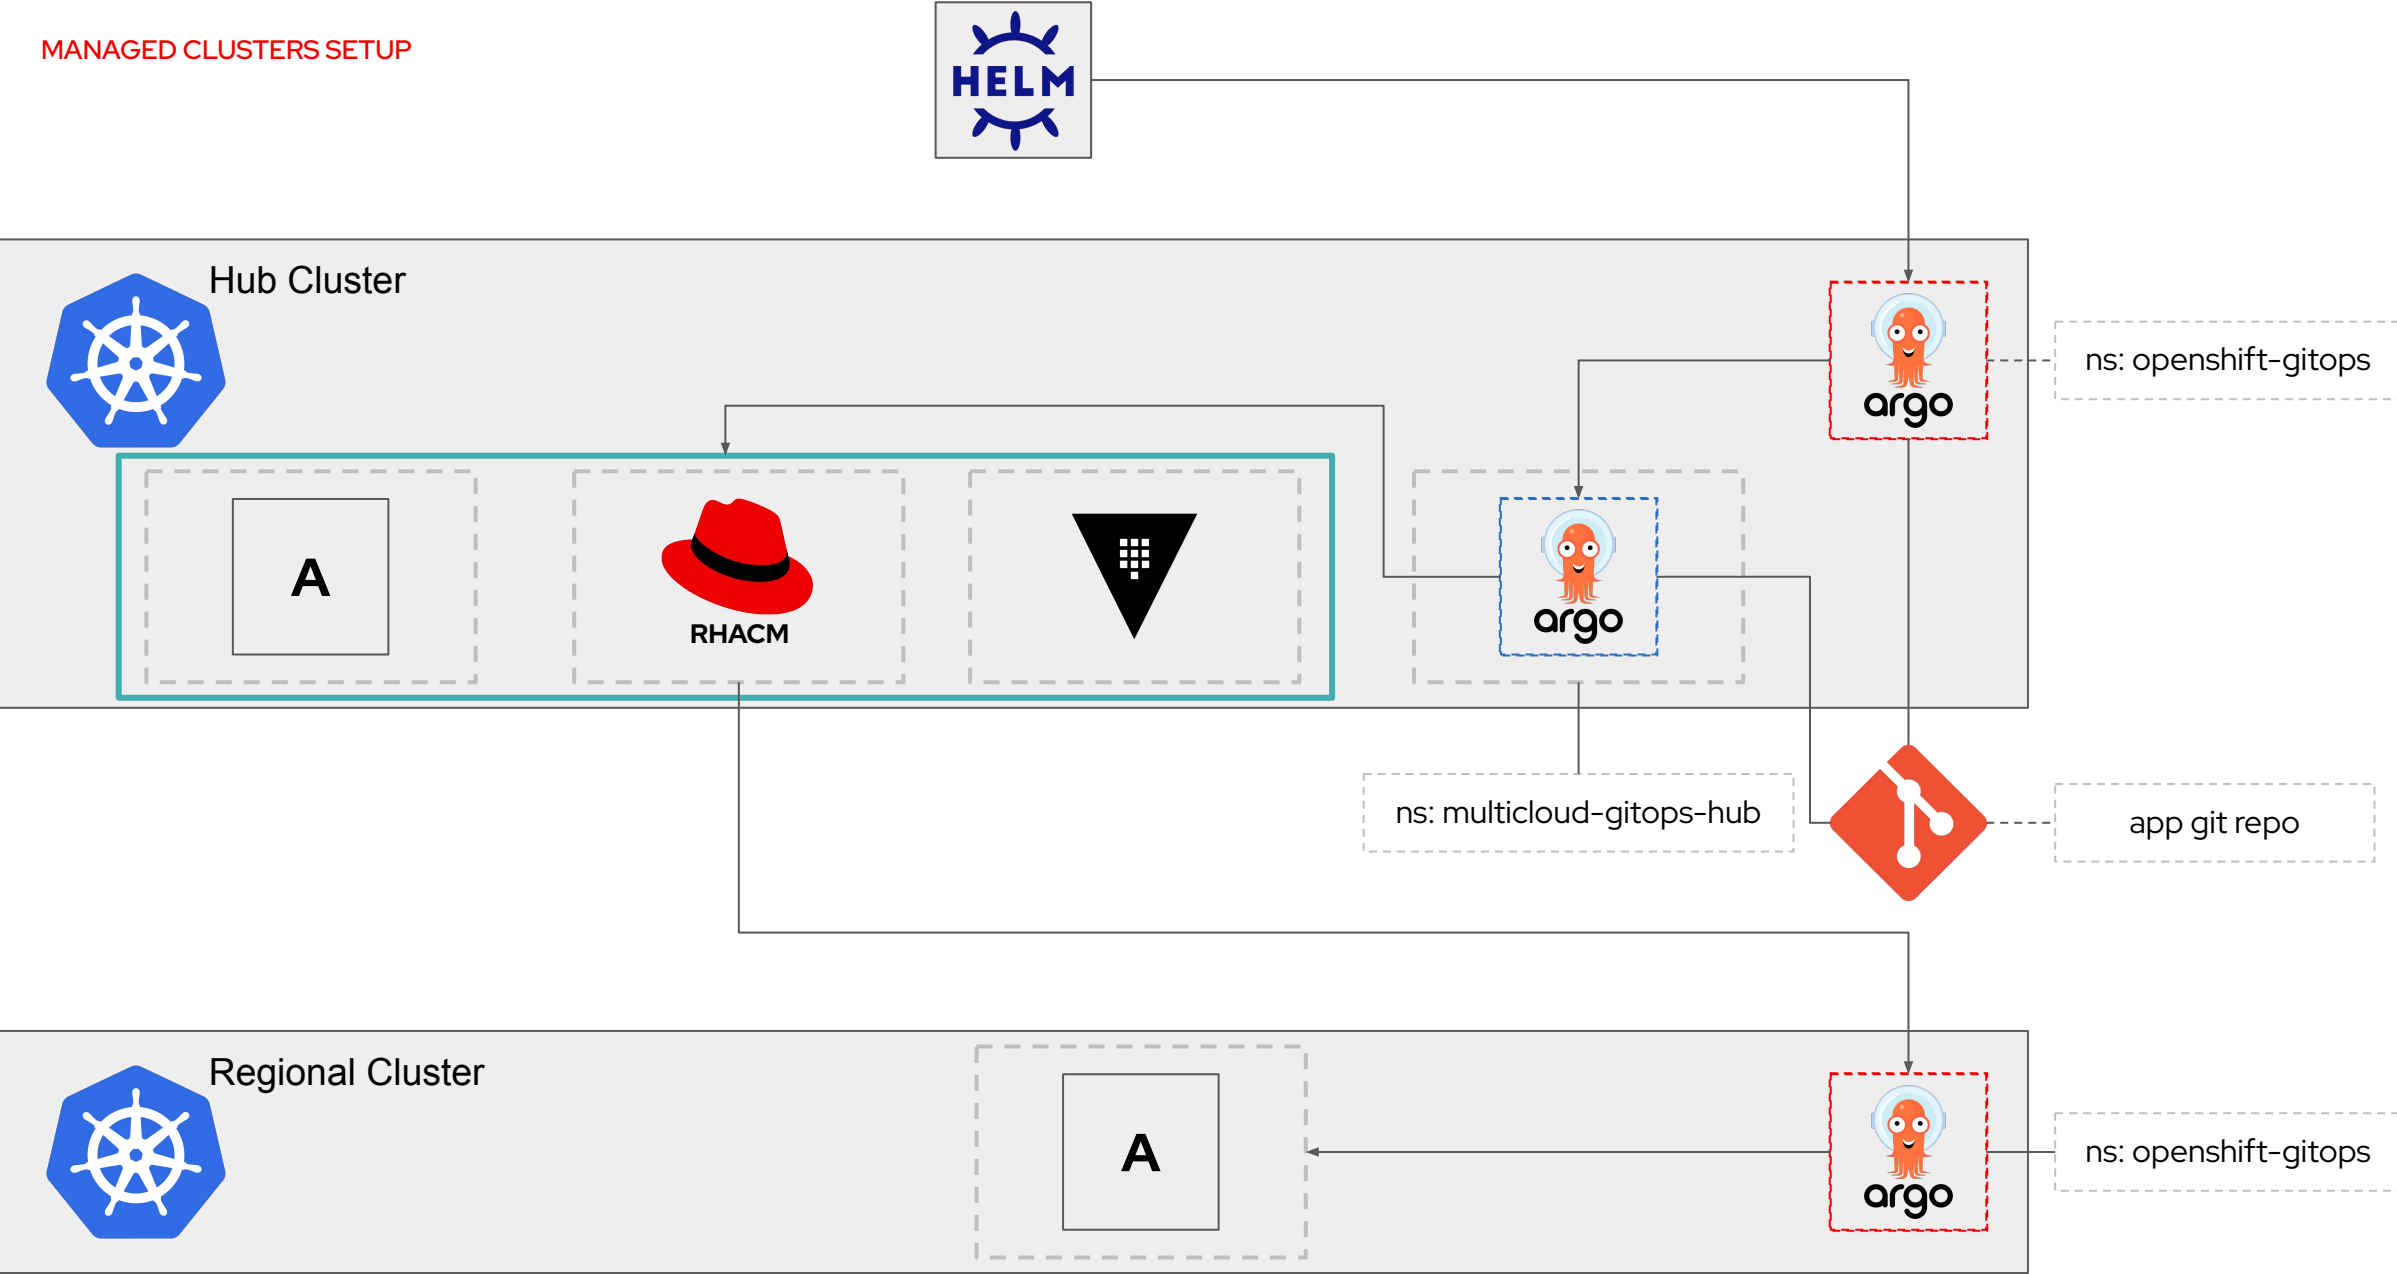 MANAGED CLUSTERS SETUP
HELM
Hub Cluster
argo
ns: openshift-gitops
A
RHACM
argo
ns: multicloud-gitops-hub
app git repo
Regional Cluster
A
argo
ns: openshift-gitops